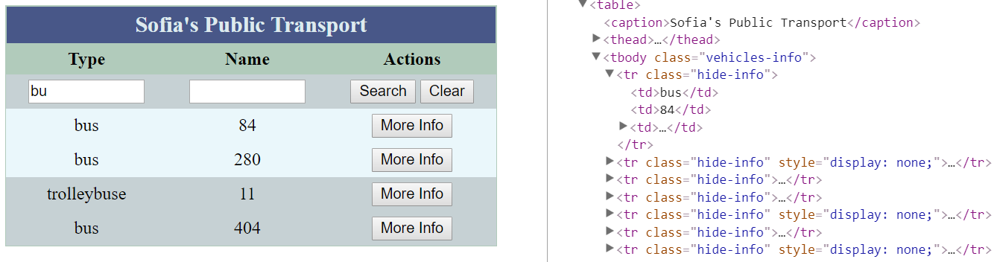 Sofia's Public Transport
Type Name Actions
bu Search Clear
bus 84 More Info
bus 280 More Info
trolleybuse 11 More Info
bus 404 More Info
<table>
<caption>Sofia's Public Transport</caption>
<thead>…</thead>
<tbody class="vehicles-info">
<tr class="hide-info">
<td>bus</td>
<td>84</td>
<td>…</td>
</tr>
<tr class="hide-info" style="display: none;">…</tr>
<tr class="hide-info">…</tr>
<tr class="hide-info">…</tr>
<tr class="hide-info" style="display: none;">…</tr>
<tr class="hide-info">…</tr>
<tr class="hide-info" style="display: none;">…</tr>